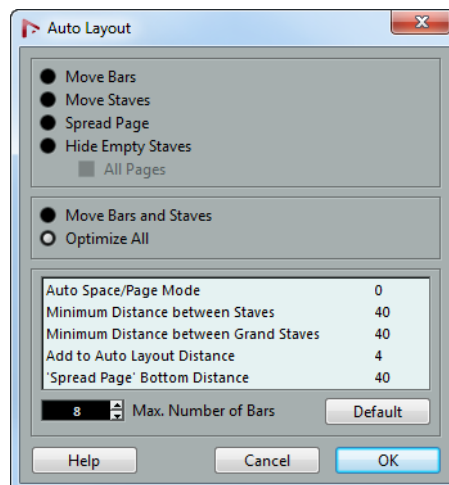 Auto Layout
Move Bars
Move Staves
Spread Page
Hide Empty Staves
All Pages
Move Bars and Staves
Optimize All
Auto Space/Page Mode 0
Minimum Distance between Staves 40
Minimum Distance between Grand Staves 40
Add to Auto Layout Distance 4
'Spread Page' Bottom Distance 40
8 Max. Number of Bars Default
Help Cancel OK